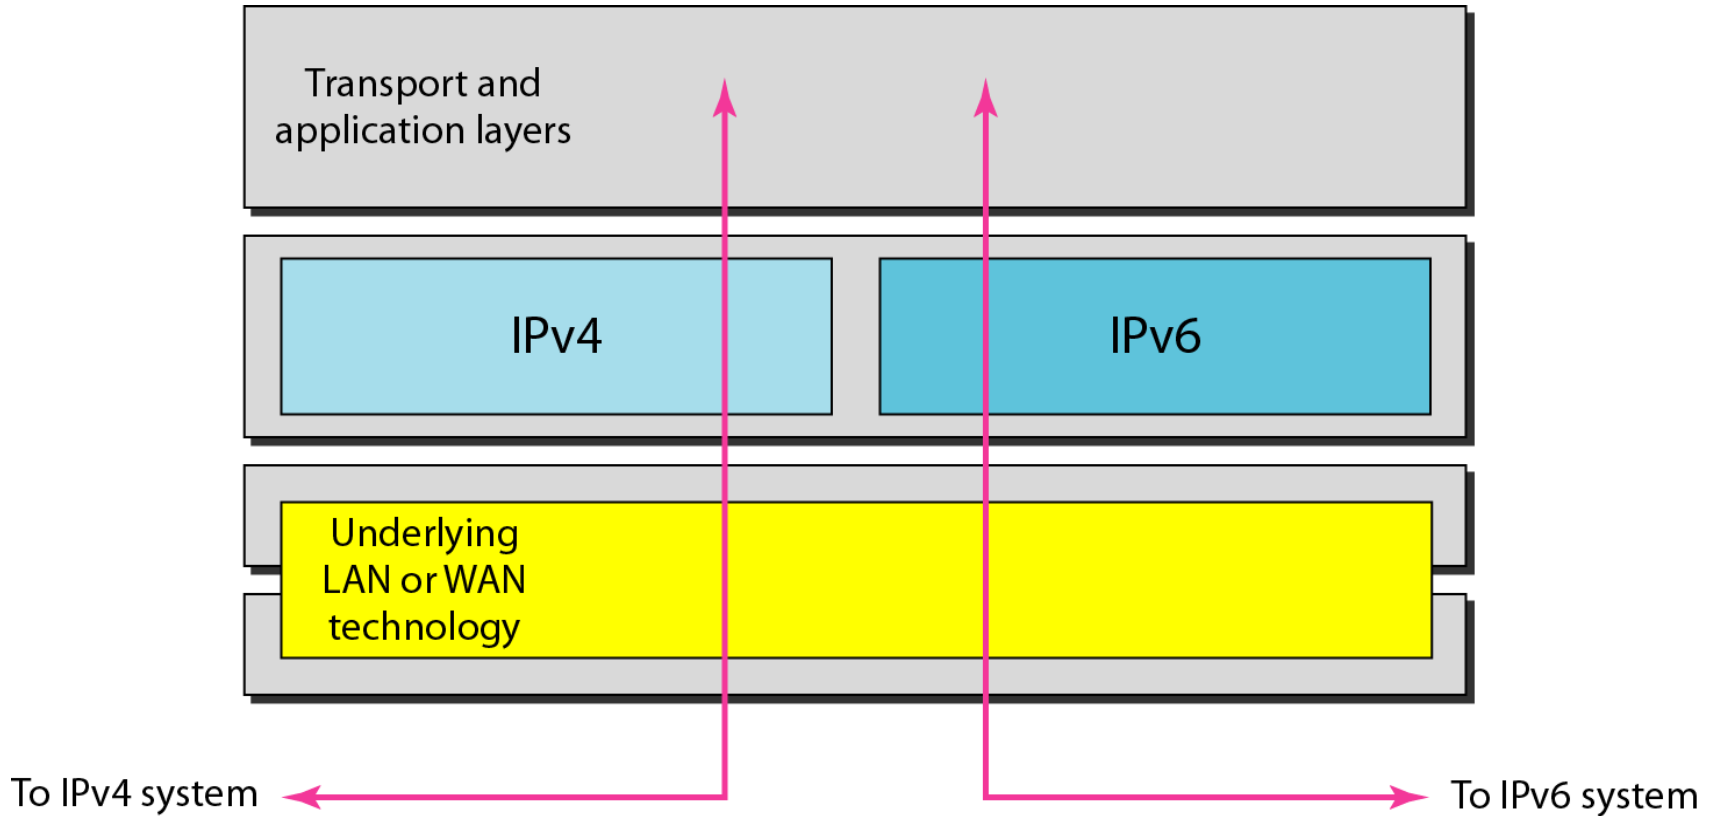 Transport and
application layers
IPv4
IPv6
Underlying
LAN or WAN
technology
To IPv4 system
To IPv6 system